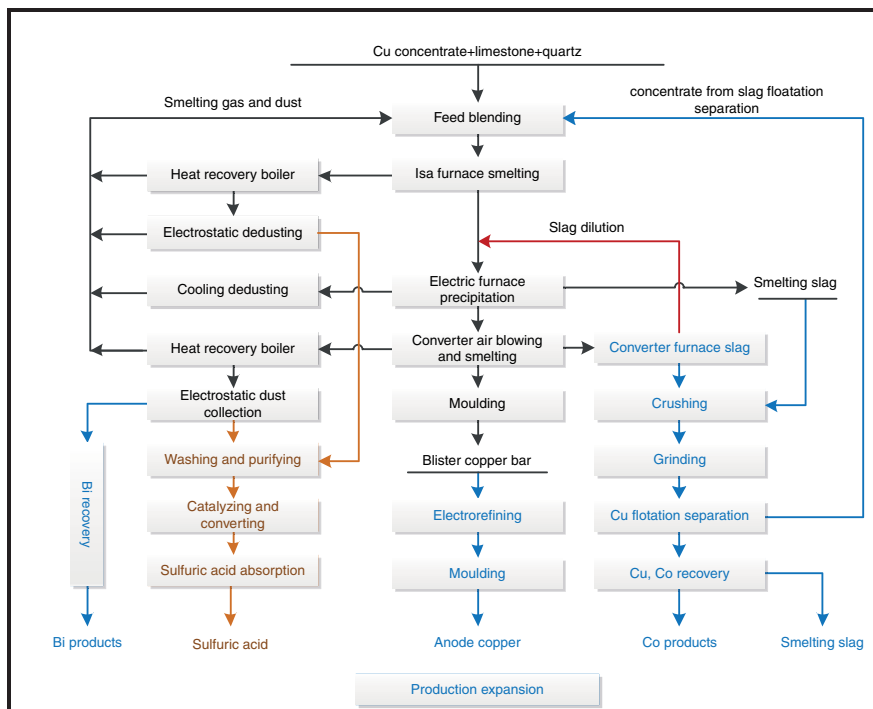 Cu concentrate+limestone+quartz
Smelting gas and dust
concentrate from slag floatation
separation
Feed blending
Heat recovery boiler
Isa furnace smelting
Electrostatic dedusting
Slag dilution
Cooling dedusting
Electric furnace
precipitation
Smelting slag
Heat recovery boiler
Converter air blowing
and smelting
Converter furnace slag
Electrostatic dust
collection
Moulding
Crushing
Bi recovery
Washing and purifying
Blister copper bar
Grinding
Catalyzing and
converting
Electrorefining
Cu flotation separation
Sulfuric acid absorption
Moulding
Cu, Co recovery
Bi products
Sulfuric acid
Anode copper
Co products
Smelting slag
Production expansion